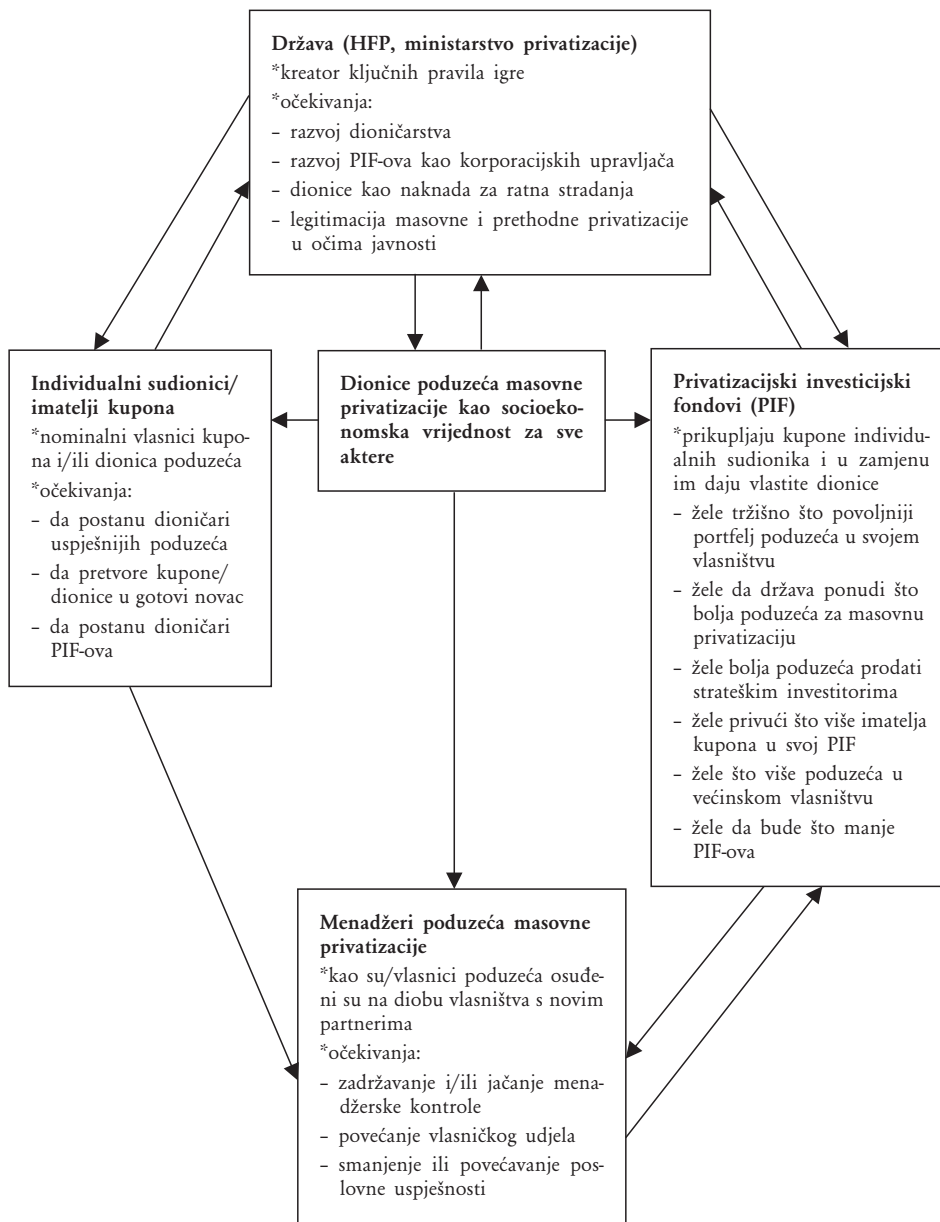 Država (HFP, ministarstvo privatizacije)
*kreator ključnih pravila igre
*očekivanja:
– razvoj dioničarstva
– razvoj PIF-ova kao korporacijskih upravljača
– dionice kao naknada za ratna stradanja
– legitimacija masovne i prethodne privatizacije
u očima javnosti
Individualni sudionici/
imatelji kupona
*nominalni vlasnici kupo-
na i/ili dionica poduzeća
*očekivanja:
– da postanu dioničari
uspješnijih poduzeća
– da pretvore kupone/
dionice u gotovi novac
– da postanu dioničari
PIF-ova
Dionice poduzeća masovne
privatizacije kao socioeko-
nomska vrijednost za sve
aktere
Privatizacijski investicijski
fondovi (PIF)
*prikupljaju kupone individu-
alnih sudionika i u zamjenu
im daju vlastite dionice
– žele tržišno što povoljniji
portfelj poduzeća u svojem
vlasništvu
– žele da država ponudi što
bolja poduzeća za masovnu
privatizaciju
– žele bolja poduzeća prodati
strateškim investitorima
– žele privući što više imatelja
kupona u svoj PIF
– žele što više poduzeća u
većinskom vlasništvu
– žele da bude što manje
PIF-ova
Menadžeri poduzeća masovne
privatizacije
*kao su/vlasnici poduzeća osuđe-
ni su na diobu vlasništva s novim
partnerima
*očekivanja:
– zadržavanje i/ili jačanje mena-
džerske kontrole
– povećanje vlasničkog udjela
– smanjenje ili povećavanje pos-
lovne uspješnosti